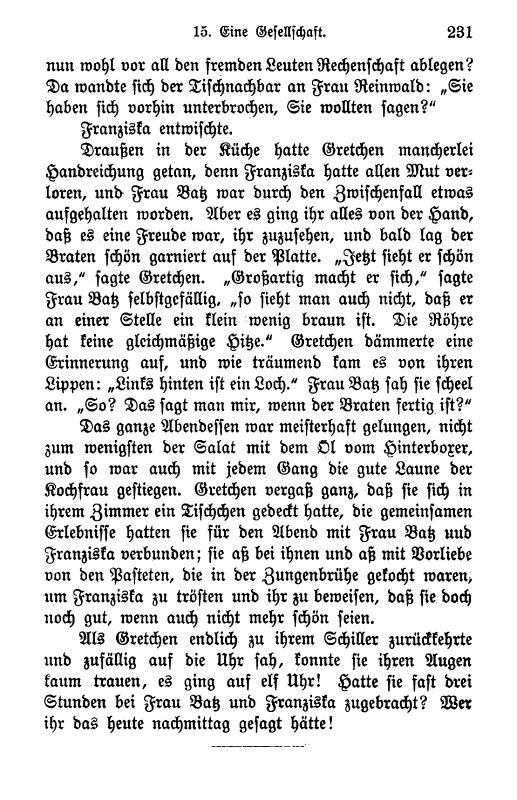 15. Eine Gesellschaft. 231
nun wohl vor all den fremden Leuten Rechenschaft ablegen?
Da wandte sich der Tischnachbar an Frau Reinwald: „Sie
haben sich vorhin unterbrochen, Sie wollten sagen?“
Franziska entwischte.
Draußen in der Küche hatte Gretchen mancherlei
Handreichung getan, denn Franziska hatte allen Mut ver-
loren, und Frau Batz war durch den Zwischenfall etwas
aufgehalten worden. Aber es ging ihr alles von der Hand,
daß es eine Freude war, ihr zuzusehen, und bald lag der
Braten schön garniert auf der Platte. „Jetzt sieht er schön
aus,“ sagte Gretchen. „Großartig macht er sich,“ sagte
Frau Batz selbstgefällig, „so sieht man auch nicht, daß er
an einer Stelle ein klein wenig braun ist. Die Röhre
hat keine gleichmäßige Hitze.“ Gretchen dämmerte eine
Erinnerung auf, und wie träumend kam es von ihren
Lippen: „Links hinten ist ein Loch.“ Frau Batz sah sie scheel
an. „So? Das sagt man mir, wenn der Braten fertig ist?“
Das ganze Abendessen war meisterhaft gelungen, nicht
zum wenigsten der Salat mit dem Öl vom Hinterboxer,
und so war auch mit jedem Gang die gute Laune der
Kochfrau gestiegen. Gretchen vergaß ganz, daß sie sich in
ihrem Zimmer ein Tischchen gedeckt hatte, die gemeinsamen
Erlebnisse hatten sie für den Abend mit Frau Batz uud
Franziska verbunden; sie aß bei ihnen und aß mit Vorliebe
von den Pasteten, die in der Zungenbrühe gekocht waren,
um Franziska zu trösten und ihr zu beweisen, daß sie doch
noch gut, wenn auch nicht mehr schön seien.
Als Gretchen endlich zu ihrem Schiller zurückkehrte
und zufällig auf die Uhr sah, konnte sie ihren Augen
kaum trauen, es ging auf elf Uhr! Hatte sie fast drei
Stunden bei Frau Batz und Franziska zugebracht? Wer
ihr das heute nachmittag gesagt hätte!